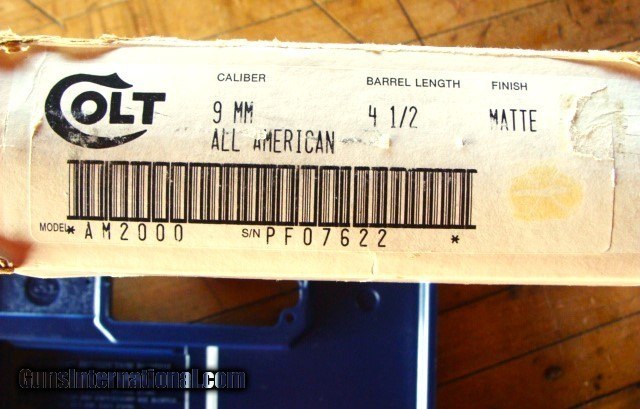 COLT
CALIBER BARREL LENGTH FINISH
9 MM 4 1/2 MATTE
ALL AMERICAN
MODEL * AM2000 S/N PF07622 *
GunsInternational.com